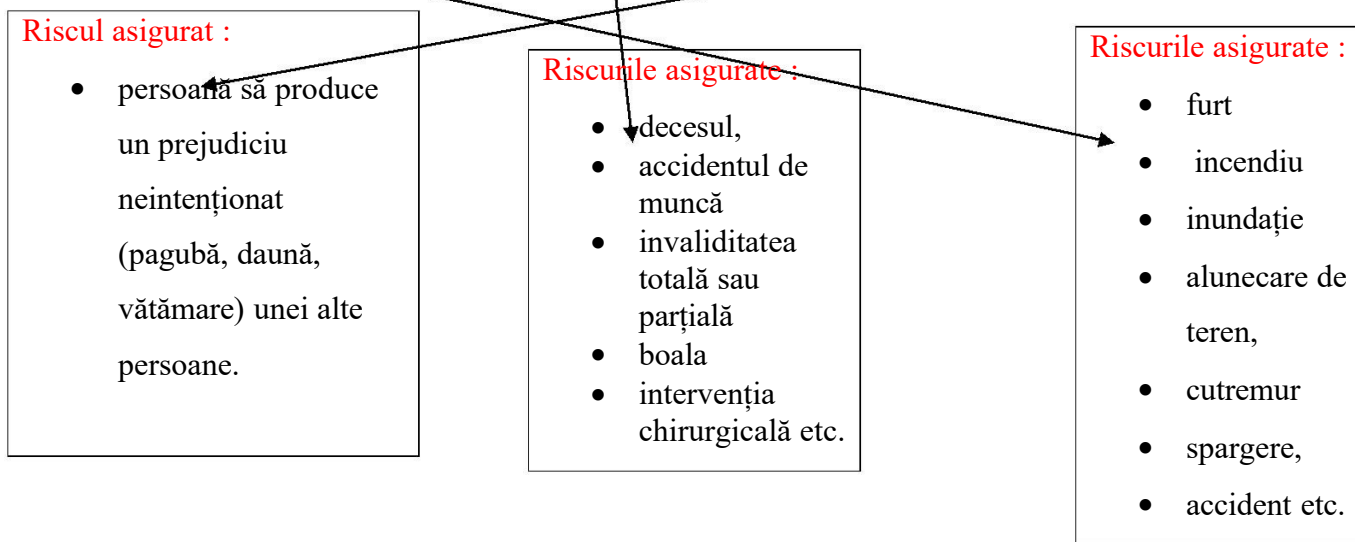 Riscul asigurat :
• persoană să produce
un prejudiciu
neintenționat
(pagubă, daună,
vătămare) unei alte
persoane.
Riscurile asigurate :
• decesul,
• accidentul de
muncă
• invaliditatea
totală sau
parțială
• boala
• intervenția
chirurgicală etc.
Riscurile asigurate :
• furt
• incendiu
• inundație
• alunecare de
teren,
• cutremur
• spargere,
• accident etc.